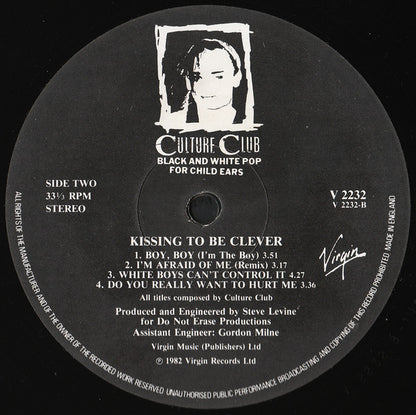 CULTURE CLUB
BLACK AND WHITE POP
FOR CHILD EARS
SIDE TWO
33⅓ RPM
STEREO
V 2232
V 2232-B
KISSING TO BE CLEVER
1. BOY, BOY (I'm The Boy) 3.51
2. I'M AFRAID OF ME (Remix) 3.17
3. WHITE BOYS CAN'T CONTROL IT 4.27
4. DO YOU REALLY WANT TO HURT ME 3.36
All titles composed by Culture Club
Virgin
Produced and Engineered by Steve Levine
for Do Not Erase Productions
Assistant Engineer: Gordon Milne
Virgin Music (Publishers) Ltd
℗ 1982 Virgin Records Ltd
ALL RIGHTS OF THE MANUFACTURER AND OF THE OWNER OF THE RECORDED WORK RESERVED UNAUTHORISED PUBLIC PERFORMANCE BROADCASTING AND COPYING OF THIS RECORD PROHIBITED MADE IN ENGLAND